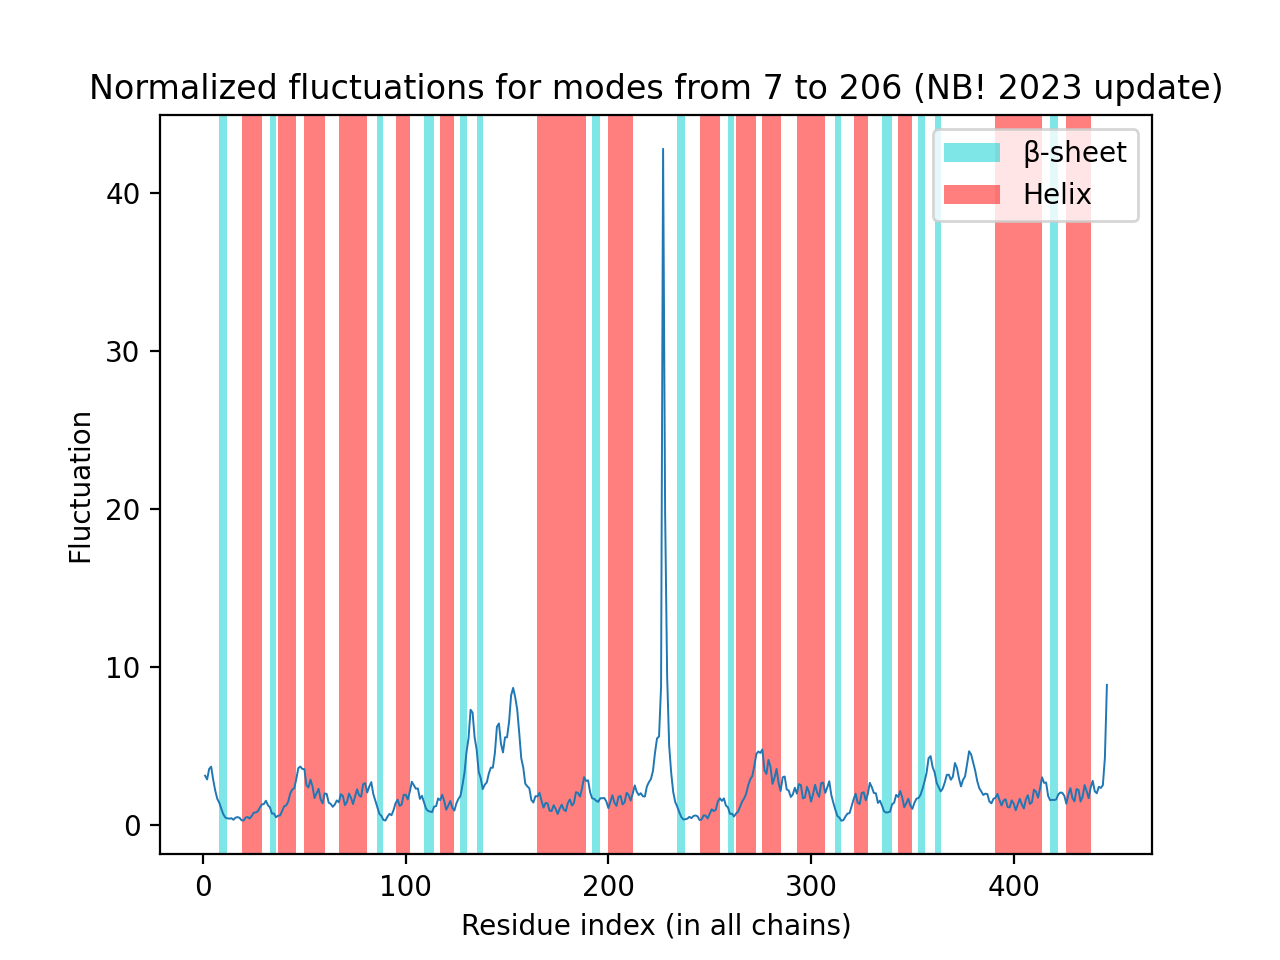 Normalized fluctuations for modes from 7 to 206 (NB! 2023 update)
β-sheet
Helix
40
30
20
10
0
Fluctuation
0 100 200 300 400
Residue index (in all chains)